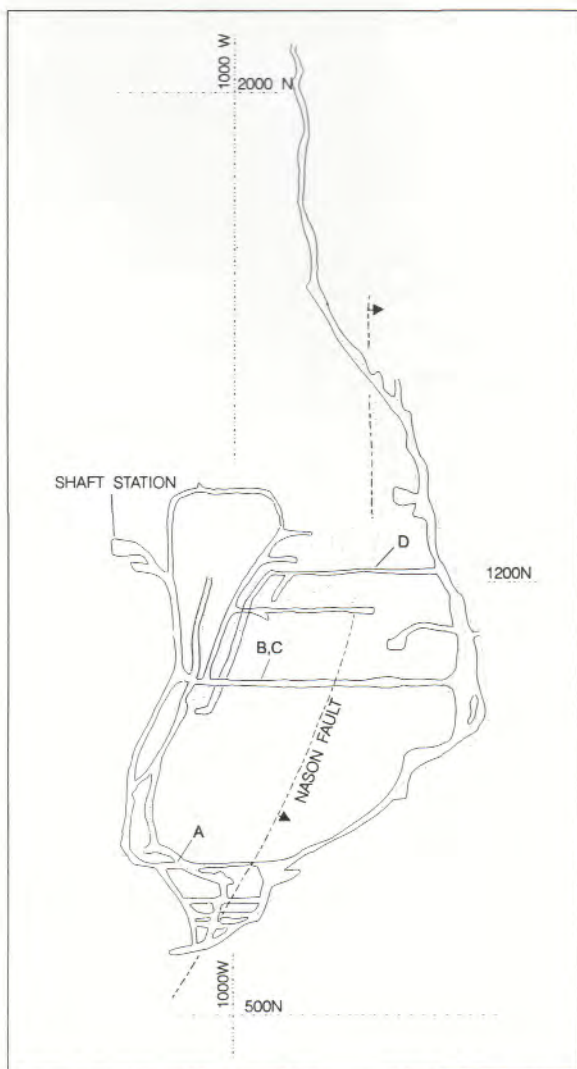 1000 W
2000 N
SHAFT STATION
D
1200N
B,C
NASON FAULT
A
1000W
500N